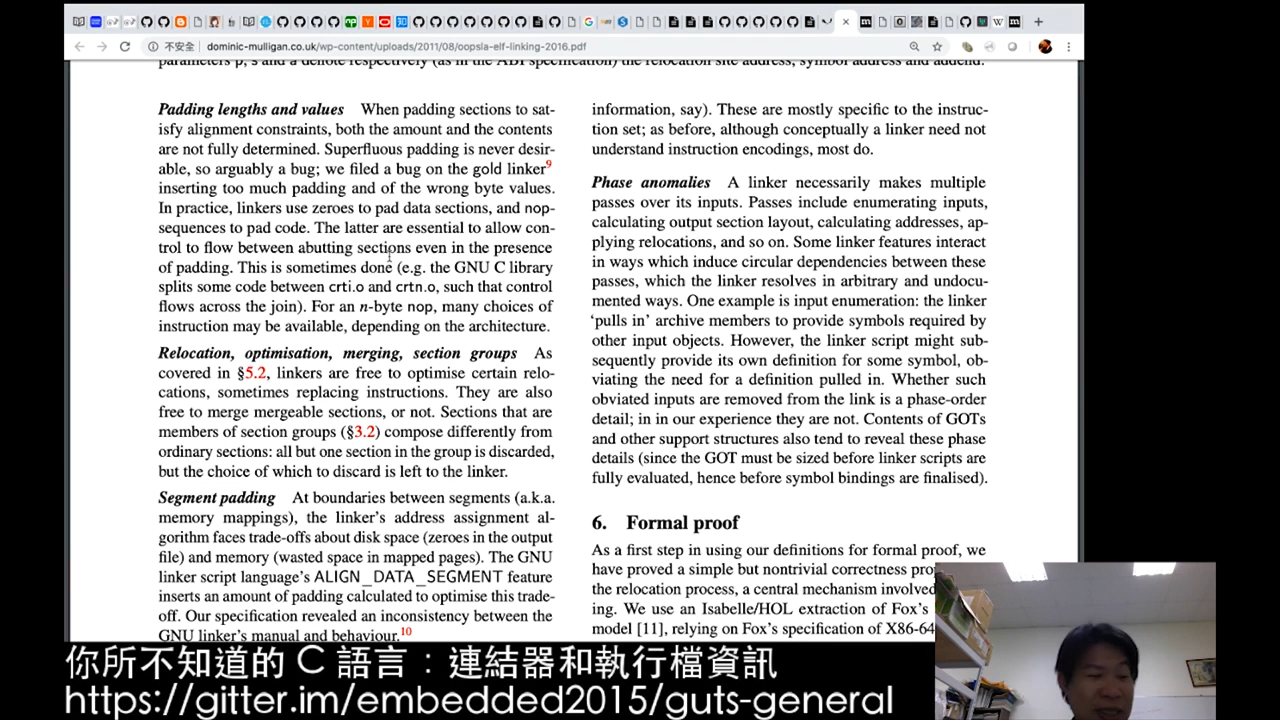 不安全 dominic-mulligan.co.uk/wp-content/uploads/2011/08/oopsla-elf-linking-2016.pdf
parameters p, s and a denote respectively (as in the ABI specification) the relocation site address, symbol address and addend.
Padding lengths and values When padding sections to sat-
isfy alignment constraints, both the amount and the contents
are not fully determined. Superfluous padding is never desir-
able, so arguably a bug; we filed a bug on the gold linker9
inserting too much padding and of the wrong byte values.
In practice, linkers use zeroes to pad data sections, and nop-
sequences to pad code. The latter are essential to allow con-
trol to flow between abutting sections even in the presence
of padding. This is sometimes done (e.g. the GNU C library
splits some code between crti.o and crtn.o, such that control
flows across the join). For an n-byte nop, many choices of
instruction may be available, depending on the architecture.
Relocation, optimisation, merging, section groups As
covered in §5.2, linkers are free to optimise certain relo-
cations, sometimes replacing instructions. They are also
free to merge mergeable sections, or not. Sections that are
members of section groups (§3.2) compose differently from
ordinary sections: all but one section in the group is discarded,
but the choice of which to discard is left to the linker.
Segment padding At boundaries between segments (a.k.a.
memory mappings), the linker's address assignment al-
gorithm faces trade-offs about disk space (zeroes in the output
file) and memory (wasted space in mapped pages). The GNU
linker script language's ALIGN_DATA_SEGMENT feature
inserts an amount of padding calculated to optimise this trade-
off. Our specification revealed an inconsistency between the
GNU linker's manual and behaviour.10
information, say). These are mostly specific to the instruc-
tion set; as before, although conceptually a linker need not
understand instruction encodings, most do.
Phase anomalies A linker necessarily makes multiple
passes over its inputs. Passes include enumerating inputs,
calculating output section layout, calculating addresses, ap-
plying relocations, and so on. Some linker features interact
in ways which induce circular dependencies between these
passes, which the linker resolves in arbitrary and undocu-
mented ways. One example is input enumeration: the linker
‘pulls in’ archive members to provide symbols required by
other input objects. However, the linker script might sub-
sequently provide its own definition for some symbol, ob-
viating the need for a definition pulled in. Whether such
obviated inputs are removed from the link is a phase-order
detail; in in our experience they are not. Contents of GOTs
and other support structures also tend to reveal these phase
details (since the GOT must be sized before linker scripts are
fully evaluated, hence before symbol bindings are finalised).
6. Formal proof
As a first step in using our definitions for formal proof, we
have proved a simple but nontrivial correctness
the relocation process, a central mechanism involved
ing. We use an Isabelle/HOL extraction of Fox's
model [11], relying on Fox's specification of X86-64
你所不知道的 C 語言：連結器和執行檔資訊
https://gitter.im/embedded2015/guts-general